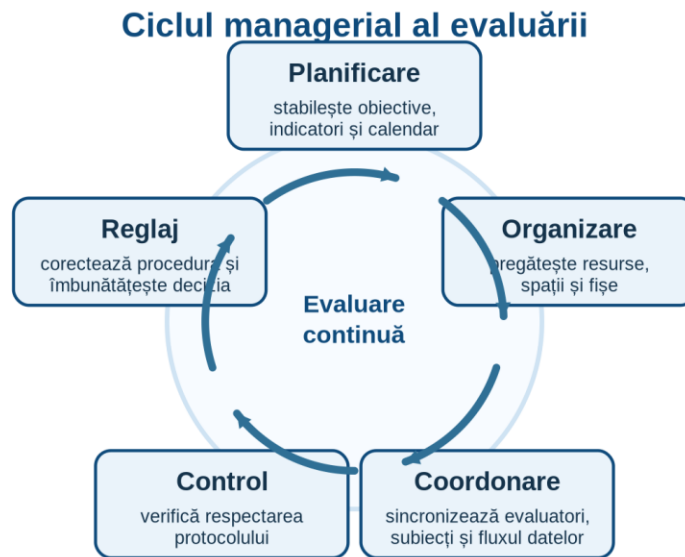 Ciclul managerial al evaluării
Planificare
stabilește obiective,
indicatori și calendar
Reglaj
corectează procedura și
îmbunătățește decizia
Organizare
pregătește resurse,
spații și fișe
Evaluare
continuă
Control
verifică respectarea
protocolului
Coordonare
sincronizează evaluatori,
subiecți și fluxul datelor